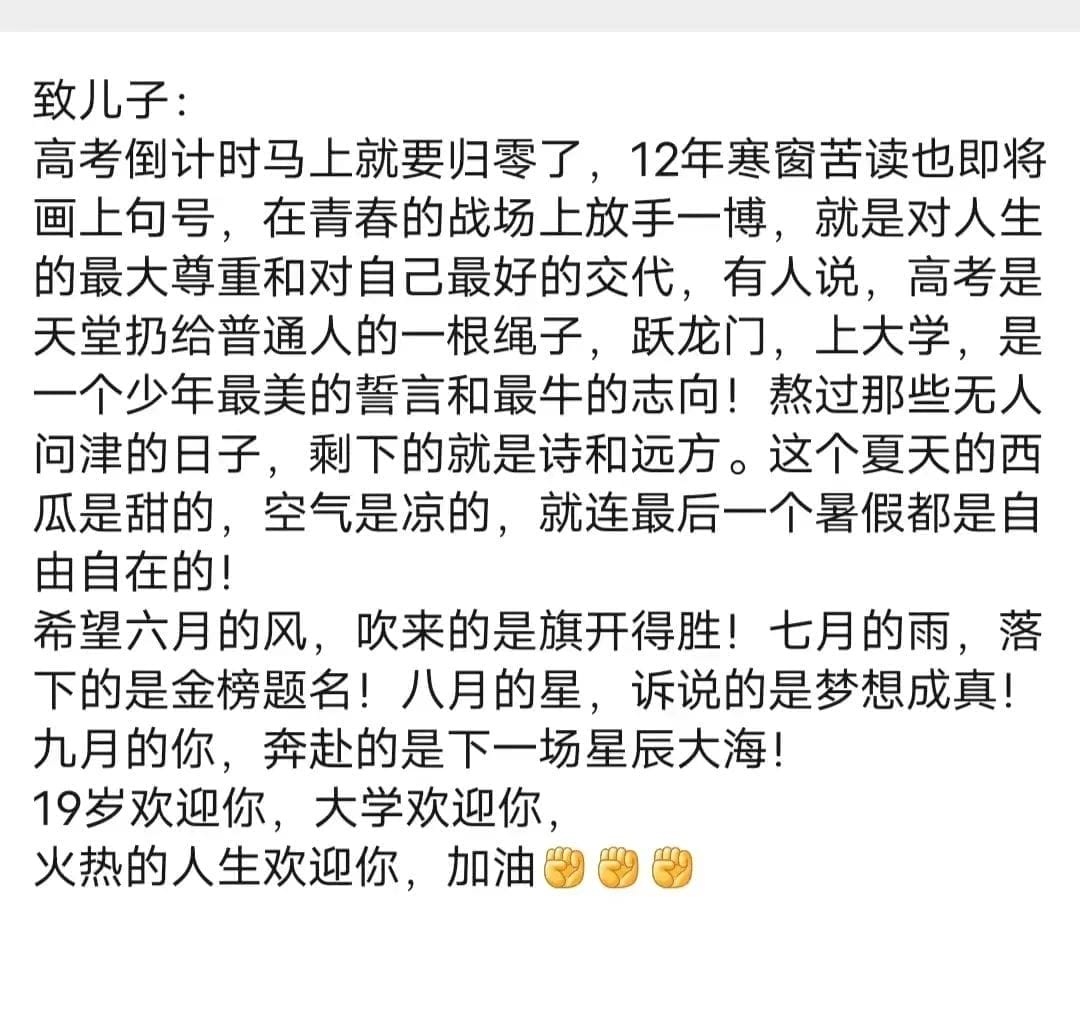 致儿子：
高考倒计时马上就要归零了，12年寒窗苦读也即将
画上句号，在青春的战场上放手一博，就是对人生
的最大尊重和对自己最好的交代，有人说，高考是
天堂扔给普通人的一根绳子，跃龙门，上大学，是
一个少年最美的誓言和最牛的志向！熬过那些无人
问津的日子，剩下的就是诗和远方。这个夏天的西
瓜是甜的，空气是凉的，就连最后一个暑假都是自
由自在的！
希望六月的风，吹来的是旗开得胜！七月的雨，落
下的是金榜题名！八月的星，诉说的是梦想成真！
九月的你，奔赴的是下一场星辰大海！
19岁欢迎你，大学欢迎你，
火热的人生欢迎你，加油✊✊✊